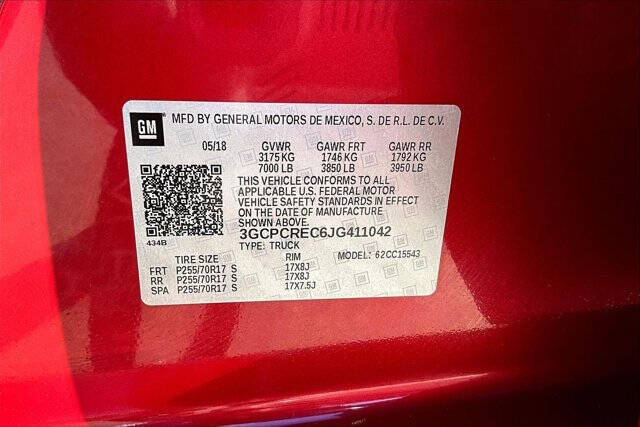 GM
MFD BY GENERAL MOTORS DE MEXICO, S. DE R.L. DE C.V.
05/18 GVWR GAWR FRT GAWR RR
3175 KG 1746 KG 1792 KG
7000 LB 3850 LB 3950 LB
THIS VEHICLE CONFORMS TO ALL
APPLICABLE U.S. FEDERAL MOTOR
VEHICLE SAFETY STANDARDS IN EFFECT
ON THE DATE OF MANUFACTURE
SHOWN ABOVE.
3GCPCREC6JG411042
434B TYPE: TRUCK MODEL: 62CC15543
TIRE SIZE RIM
FRT P255/70R17 S 17X8J
RR P255/70R17 S 17X8J
SPA P255/70R17 S 17X7.5J